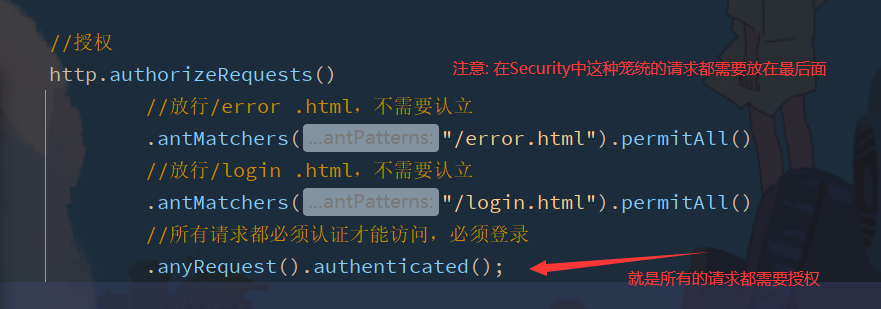 //授权
http.authorizeRequests()
注意: 在Security中这种笼统的请求都需要放在最后面
//放行/error .html，不需要认立
.antMatchers( ...antPatterns: "/error.html").permitAll()
//放行/login .html，不需要认立
.antMatchers( ...antPatterns: "/login.html").permitAll()
//所有请求都必须认证才能访问，必须登录
.anyRequest().authenticated();
就是所有的请求都需要授权